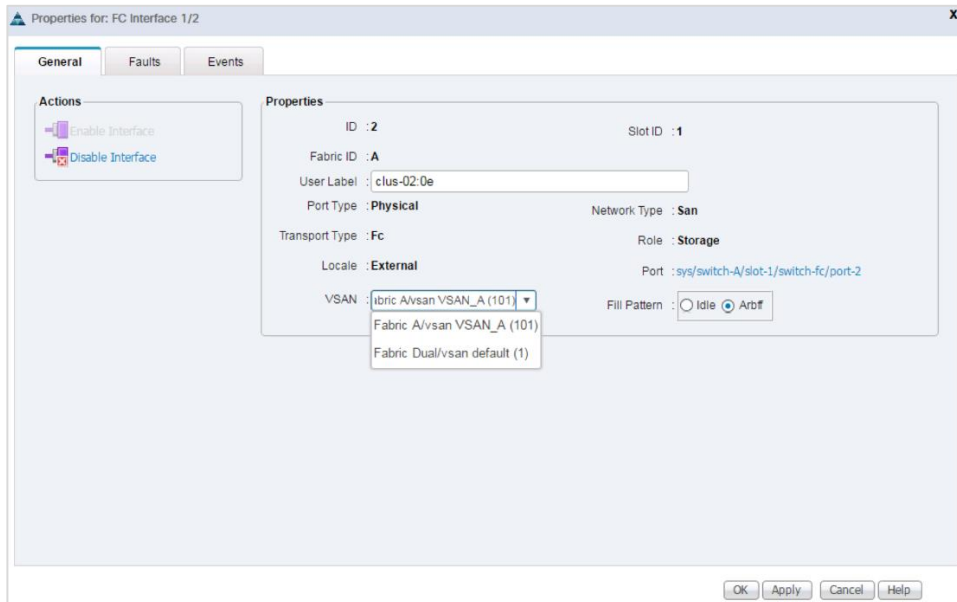 Properties for: FC Interface 1/2 X
General Faults Events
Actions
Enable Interface
Disable Interface
Properties
ID : 2 Slot ID : 1
Fabric ID : A
User Label : clus-02:0e
Port Type : Physical Network Type : San
Transport Type : Fc Role : Storage
Locale : External Port : sys/switch-A/slot-1/switch-fc/port-2
VSAN : abric A/vsan VSAN_A (101) Fill Pattern : Idle Arbff
Fabric A/vsan VSAN_A (101)
Fabric Dual/vsan default (1)
OK Apply Cancel Help